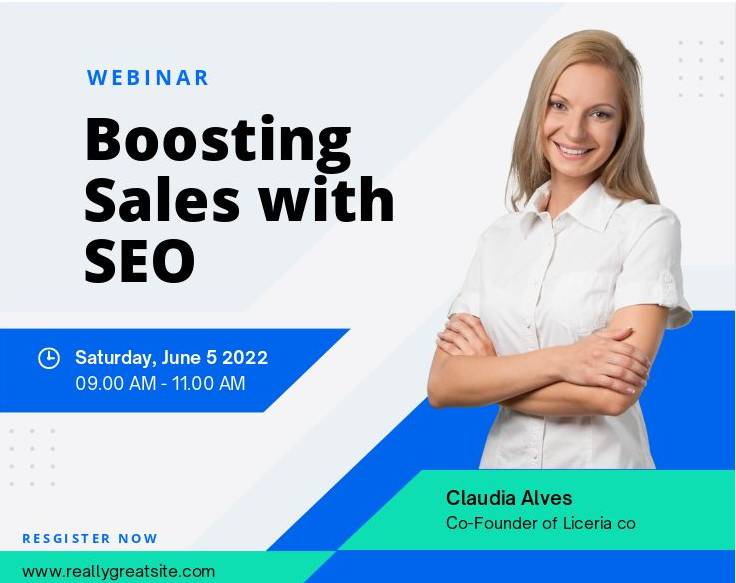 WEBINAR
Boosting
Sales with
SEO
Saturday, June 5 2022
09.00 AM - 11.00 AM
Claudia Alves
Co-Founder of Liceria co
RESGISTER NOW
www.reallygreatsite.com